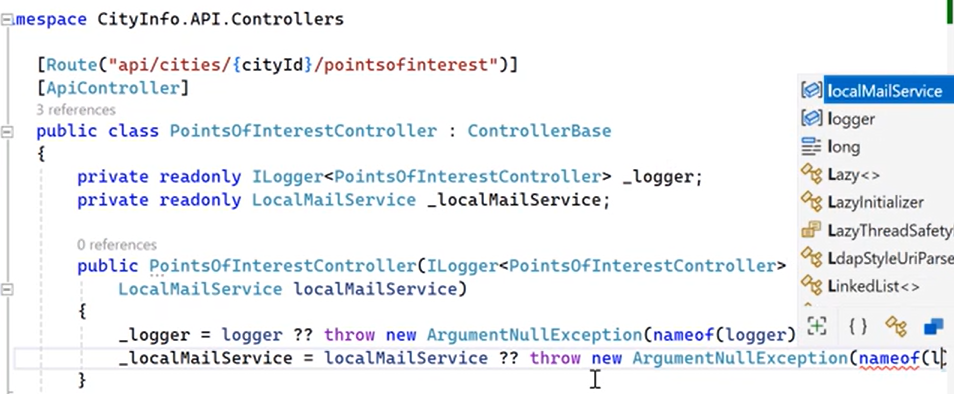 mespace CityInfo.API.Controllers
[Route("api/cities/{cityId}/pointsofinterest")]
[ApiController]
3 references
public class PointsOfInterestController : ControllerBase
{
private readonly ILogger<PointsOfInterestController> _logger;
private readonly LocalMailService _localMailService;
0 references
public PointsOfInterestController(ILogger<PointsOfInterestController>
LocalMailService localMailService)
{
_logger = logger ?? throw new ArgumentNullException(nameof(logger)
_localMailService = localMailService ?? throw new ArgumentNullException(nameof(l
}
localMailService
logger
long
Lazy<>
LazyInitializer
LazyThreadSafety
LdapStyleUriParse
LinkedList<>
{ }